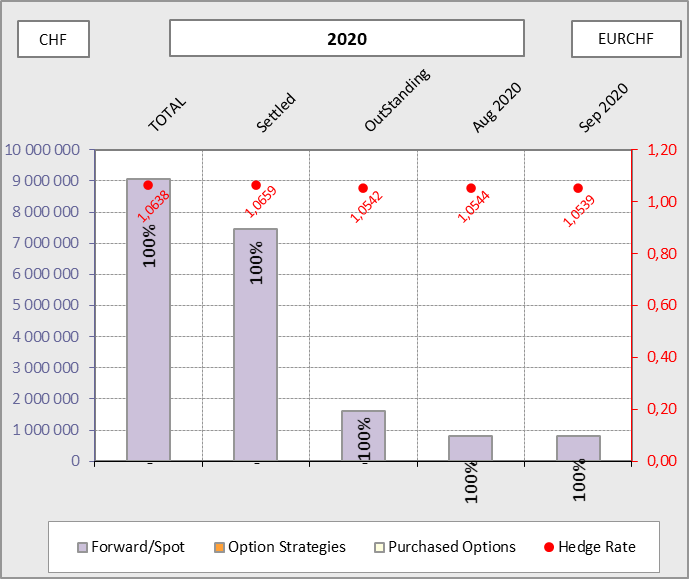 CHF
2020
EURCHF
TOTAL
Settled
OutStanding
Aug 2020
Sep 2020
10 000 000
9 000 000
8 000 000
7 000 000
6 000 000
5 000 000
4 000 000
3 000 000
2 000 000
1 000 000
0
1,20
1,00
0,80
0,60
0,40
0,20
0,00
1,0638
1,0659
1,0542
1,0544
1,0539
100%
100%
100%
100%
100%
-
-
-
Forward/Spot
Option Strategies
Purchased Options
Hedge Rate